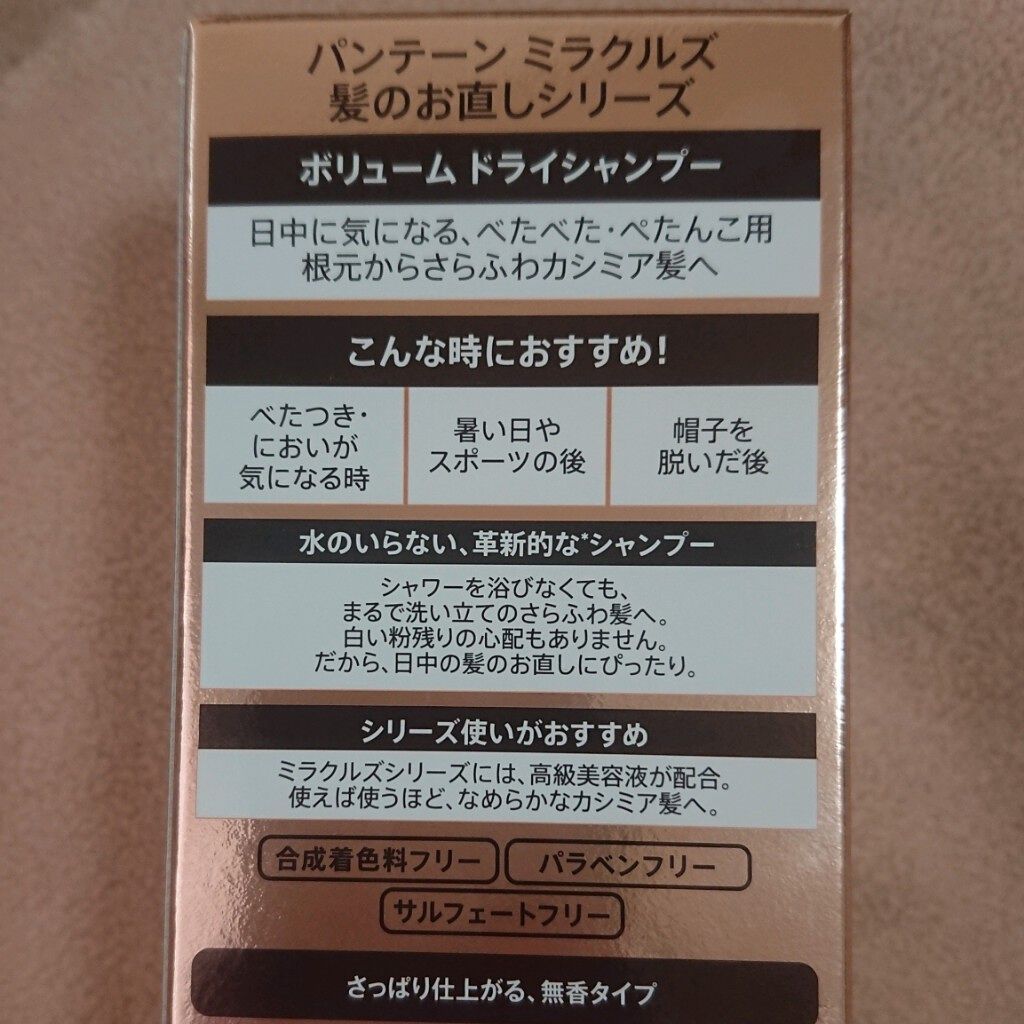 パンテーン ミラクルズ
髪のお直しシリーズ
ボリューム ドライシャンプー
日中に気になる、べたべた・ぺたんこ用
根元からさらふわカシミア髪へ
こんな時におすすめ!
べたつき・
においが
気になる時
暑い日や
スポーツの後
帽子を
脱いだ後
水のいらない、革新的な*シャンプー
シャワーを浴びなくても、
まるで洗い立てのさらふわ髪へ。
白い粉残りの心配もありません。
だから、日中の髪のお直しにぴったり。
シリーズ使いがおすすめ
ミラクルズシリーズには、高級美容液が配合。
使えば使うほど、なめらかなカシミア髪へ。
合成着色料フリー
パラベンフリー
サルフェートフリー
さっぱり仕上がる、無香タイプ